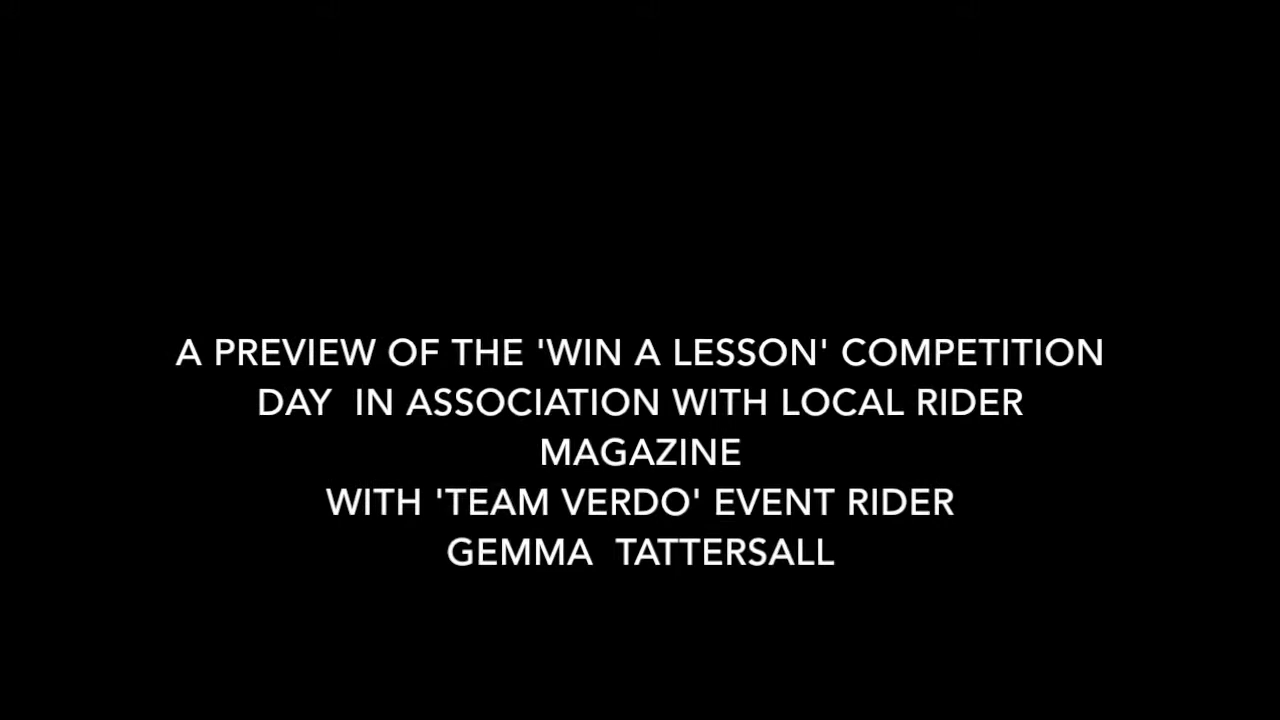 A PREVIEW OF THE 'WIN A LESSON' COMPETITION
DAY  IN ASSOCIATION WITH LOCAL RIDER
MAGAZINE
WITH 'TEAM VERDO' EVENT RIDER
GEMMA  TATTERSALL